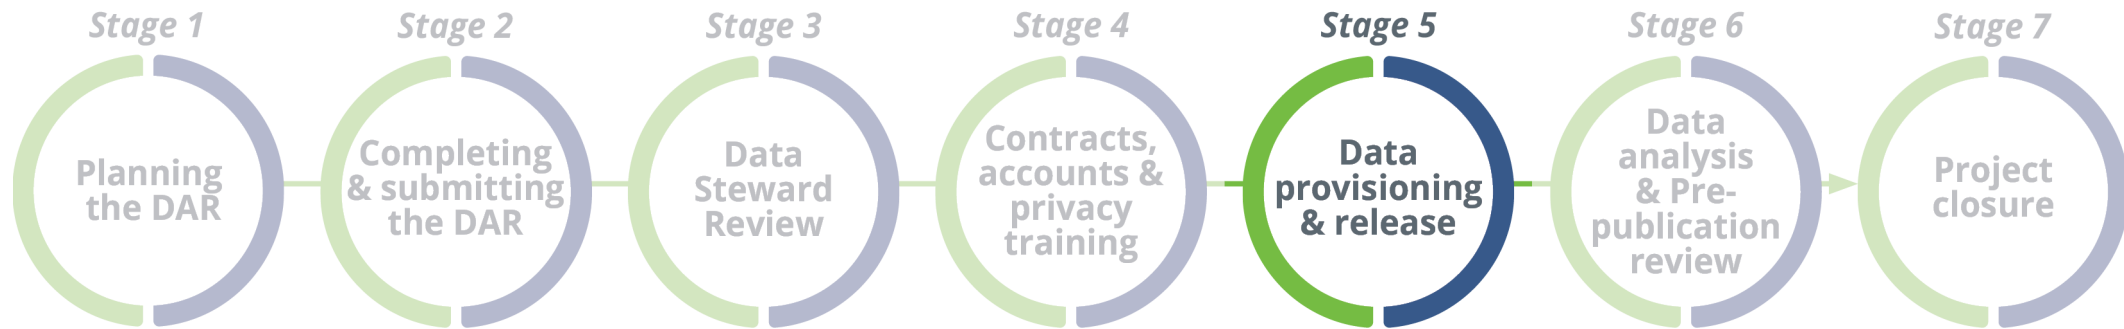 Stage 1
Planning
the DAR
Stage 2
Completing
& submitting
the DAR
Stage 3
Data
Steward
Review
Stage 4
Contracts,
accounts &
privacy
training
Stage 5
Data
provisioning
& release
Stage 6
Data
analysis
& Pre-
publication
review
Stage 7
Project
closure